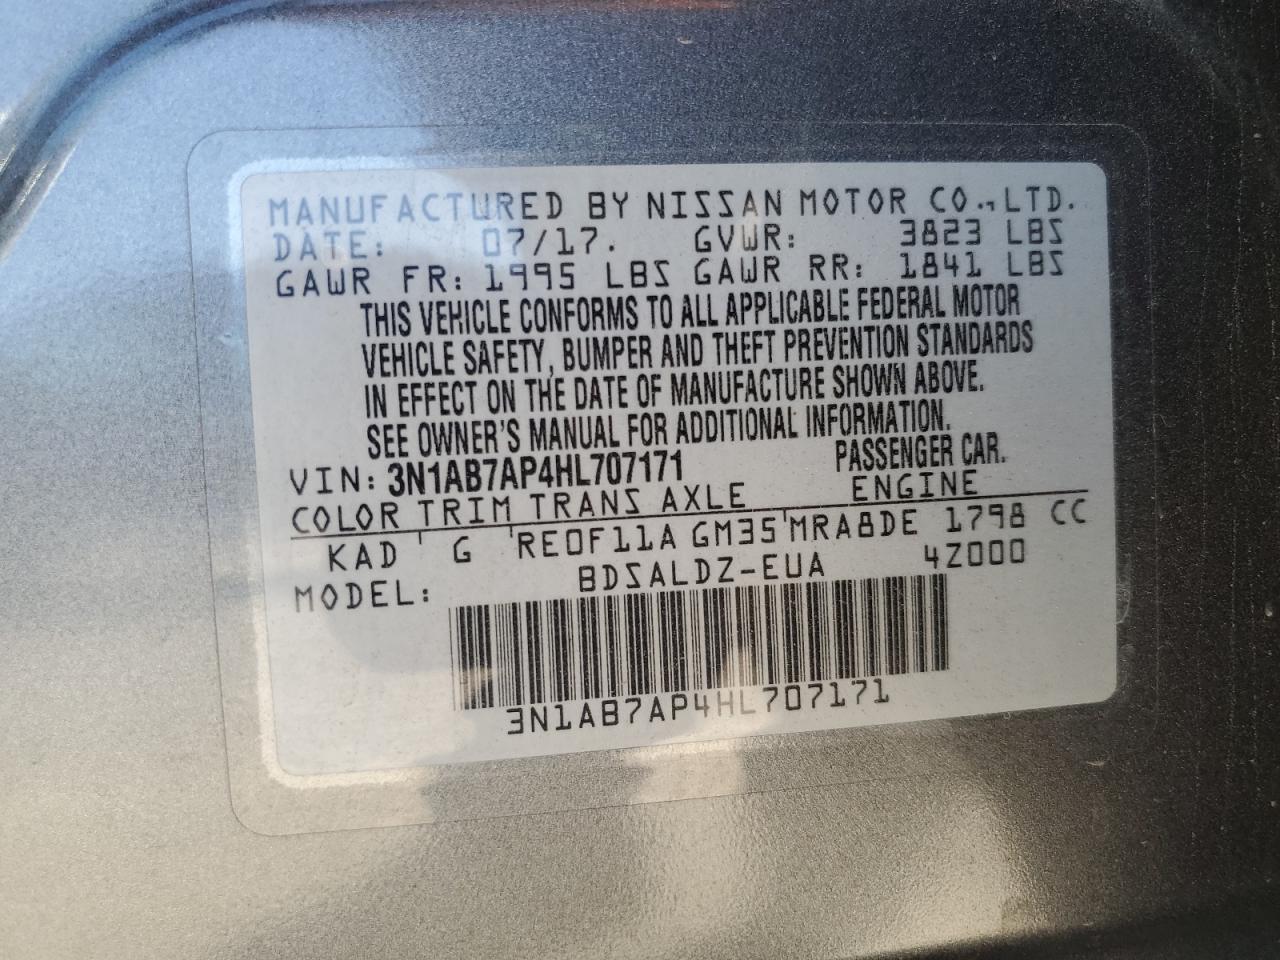 MANUFACTURED BY NISSAN MOTOR CO., LTD.
DATE: 07/17. GVWR: 3823 LBS
GAWR FR: 1995 LBS GAWR RR: 1841 LBS
THIS VEHICLE CONFORMS TO ALL APPLICABLE FEDERAL MOTOR
VEHICLE SAFETY, BUMPER AND THEFT PREVENTION STANDARDS
IN EFFECT ON THE DATE OF MANUFACTURE SHOWN ABOVE.
SEE OWNER'S MANUAL FOR ADDITIONAL INFORMATION.
VIN: 3N1AB7AP4HL707171 PASSENGER CAR.
COLOR TRIM TRANS AXLE ENGINE
KAD G RE0F11A GM35 MRA8DE 1798 CC
MODEL: BDSALDZ-EUA 4Z000
3N1AB7AP4HL707171